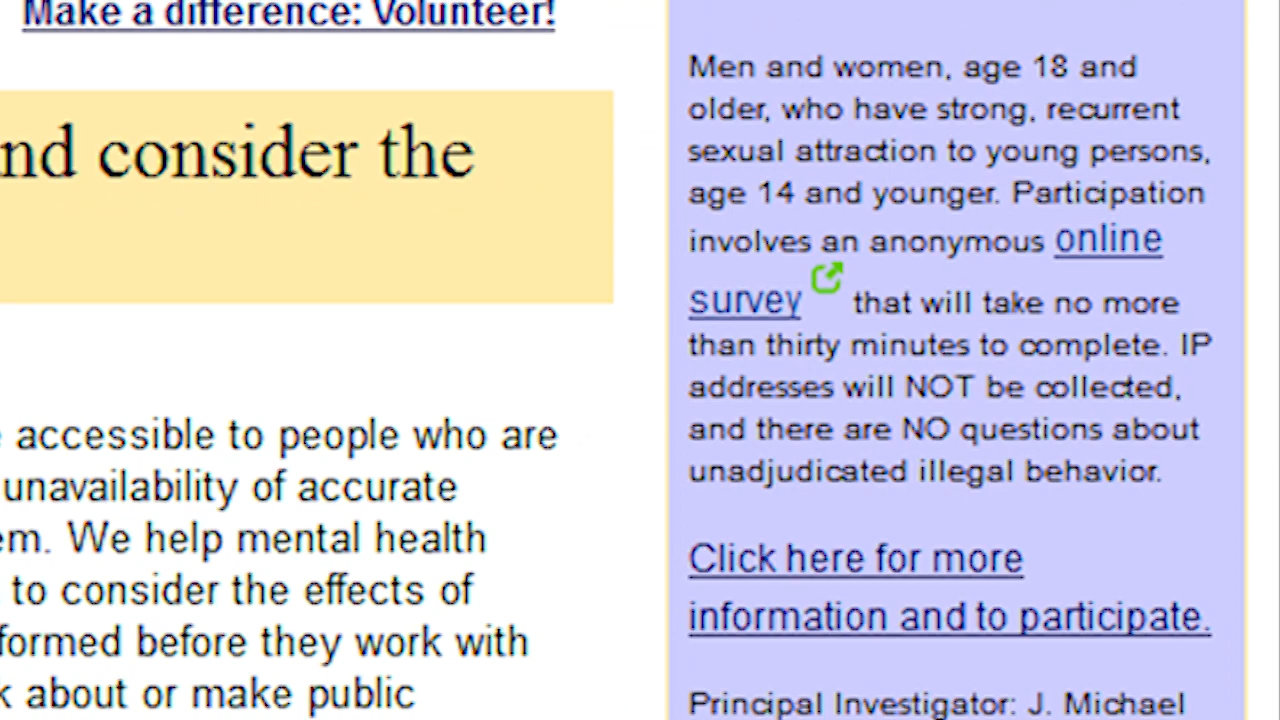 Make a difference: Volunteer!
nd consider the
accessible to people who are
unavailability of accurate
em. We help mental health
to consider the effects of
formed before they work with
k about or make public
Men and women, age 18 and
older, who have strong, recurrent
sexual attraction to young persons,
age 14 and younger. Participation
involves an anonymous online
survey that will take no more
than thirty minutes to complete. IP
addresses will NOT be collected,
and there are NO questions about
unadjudicated illegal behavior.
Click here for more
information and to participate.
Principal Investigator: J. Michael